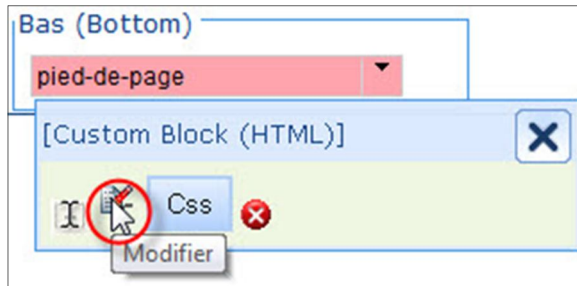 Bas (Bottom)
pied-de-page
[Custom Block (HTML)]
Css
Modifier